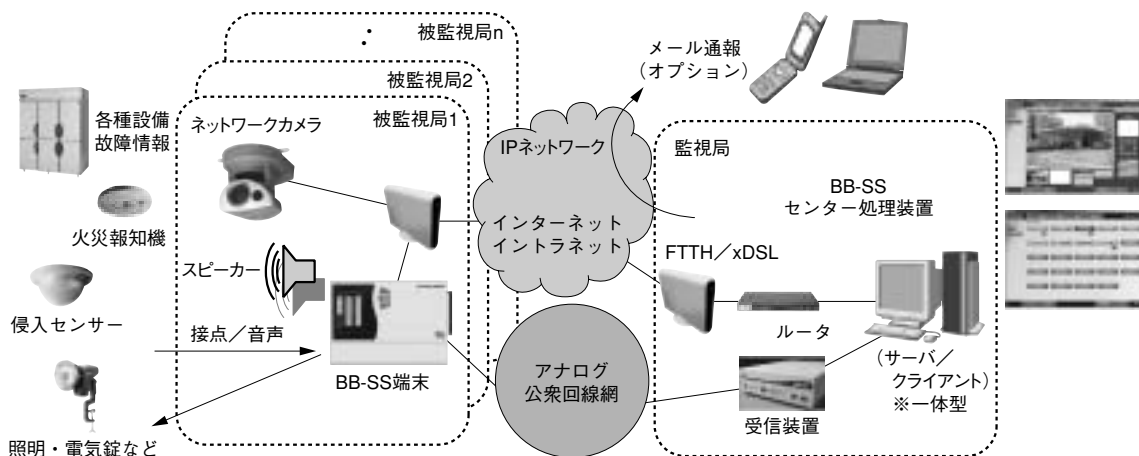 被監視局n
被監視局2
被監視局1
各種設備
故障情報
火災報知機
侵入センサー
照明・電気錠など
ネットワークカメラ
スピーカー
接点／音声
BB-SS端末
IPネットワーク
インターネット
イントラネット
アナログ
公衆回線網
メール通報
（オプション）
監視局
BB-SS
センター処理装置
FTTH／xDSL
ルータ
（サーバ／
クライアント）
※一体型
受信装置